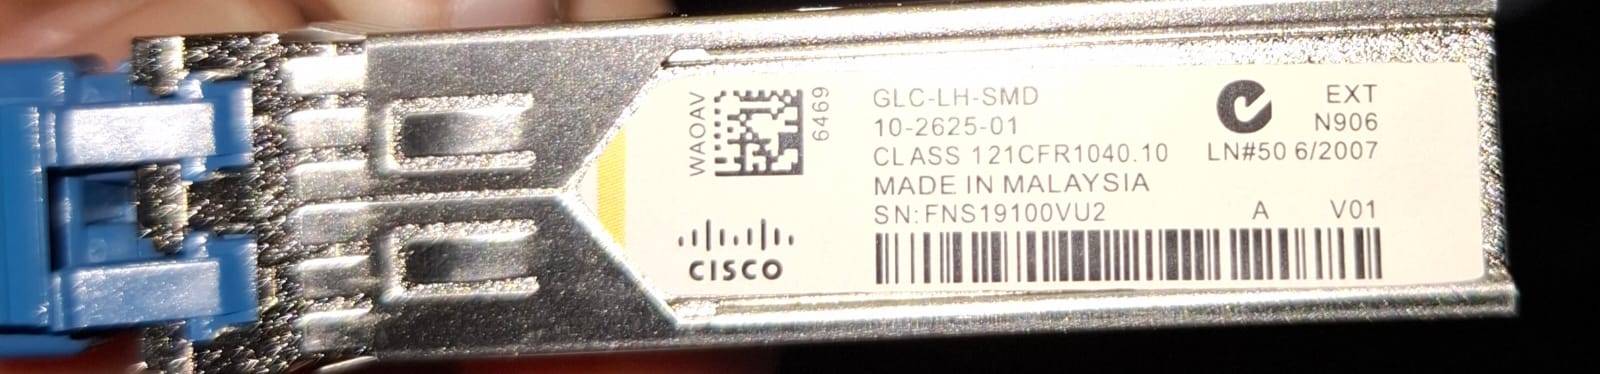 WAOAV
6469
CISCO
GLC-LH-SMD
10-2625-01
CLASS 121CFR1040.10
MADE IN MALAYSIA
SN:FNS19100VU2
EXT
N906
LN#50 6/2007
A V01